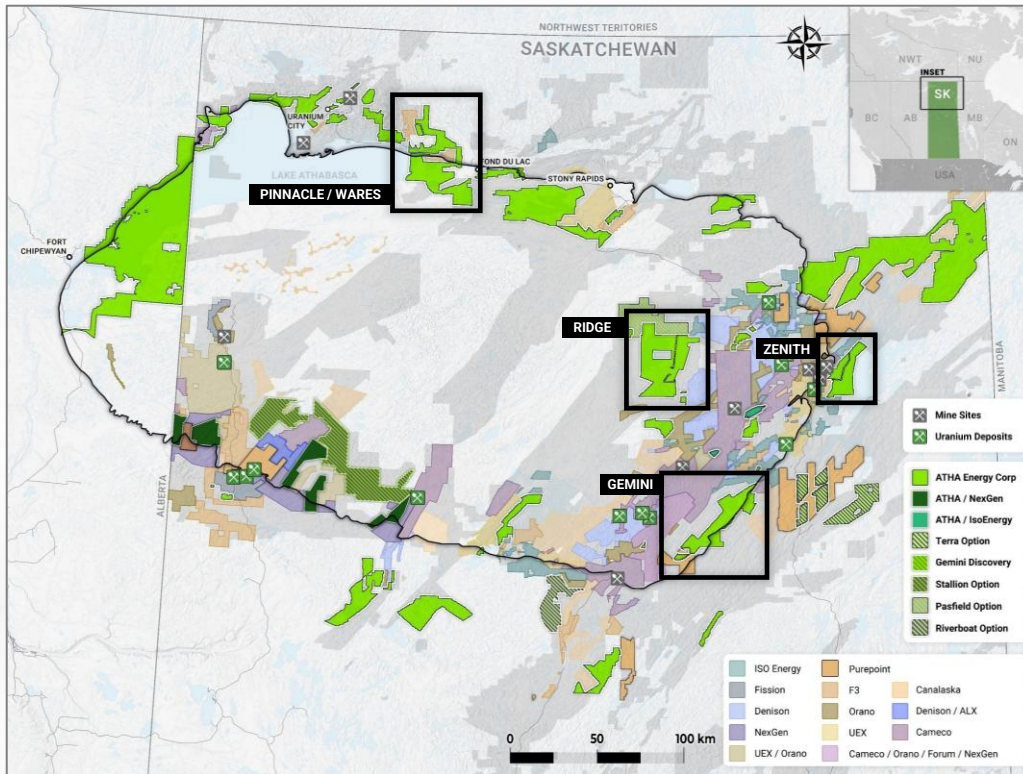 NORTHWEST TERITORIES
SASKATCHEWAN
INSET
NWT
NU
SK
BC
AB
MB
ON
USA
URANIUM
CITY
LAKE ATHABASCA
FOND DU LAC
STONY RAPIDS
PINNACLE / WARES
FORT
CHIPEWYAN
RIDGE
ZENITH
GEMINI
ALBERTA
MANITOBA
Mine Sites
Uranium Deposits
ATHA Energy Corp
ATHA / NexGen
ATHA / IsoEnergy
Terra Option
Gemini Discovery
Stallion Option
Pasfield Option
Riverboat Option
ISO Energy
Purepoint
Fission
F3
Canalaska
Denison
Orano
Denison / ALX
NexGen
UEX
Cameco
UEX / Orano
Cameco / Orano / Forum / NexGen
0 50 100 km